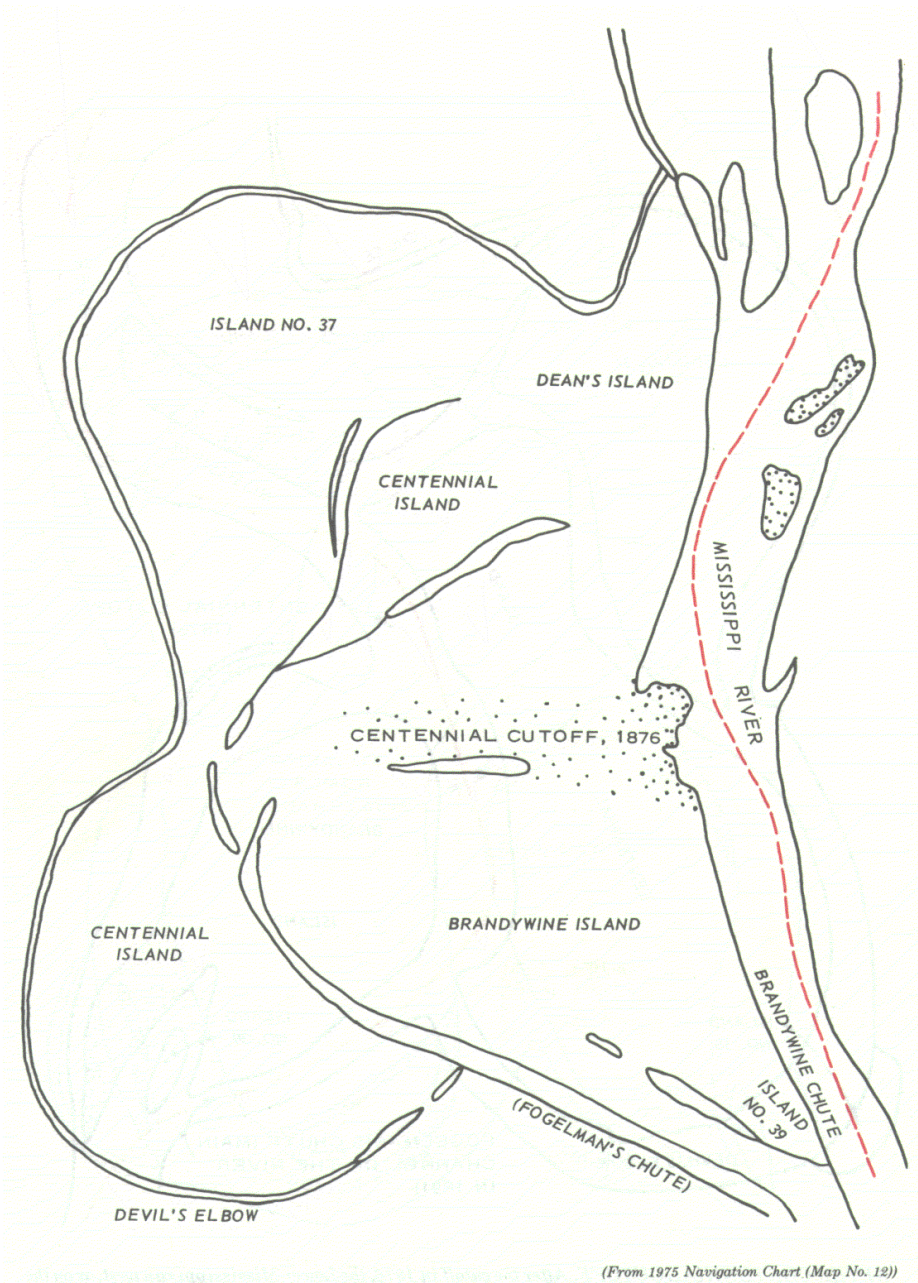 ISLAND NO. 37
DEAN'S ISLAND
CENTENNIAL
ISLAND
MISSISSIPPI
RIVER
CENTENNIAL CUTOFF, 1876
CENTENNIAL
ISLAND
BRANDYWINE ISLAND
BRANDYWINE CHUTE
ISLAND
NO. 39
(FOGELMAN'S CHUTE)
DEVIL'S ELBOW
(From 1975 Navigation Chart (Map No. 12))